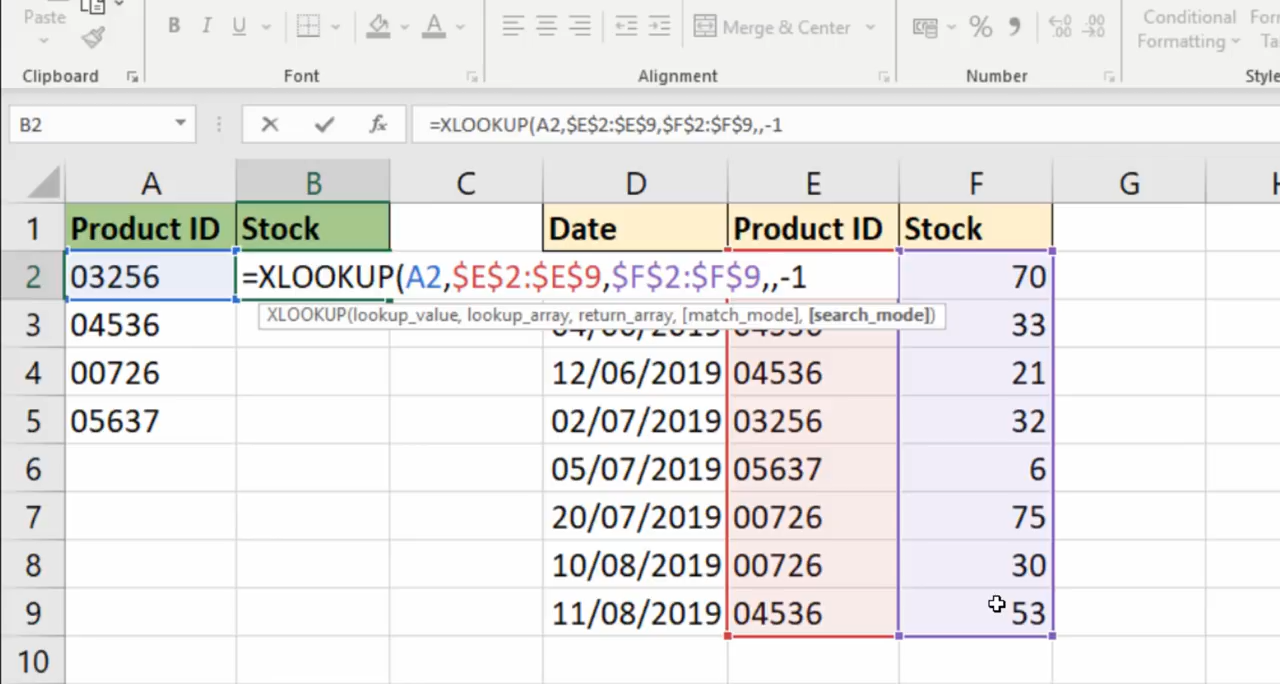 Paste
B I U A
Merge & Center
% ,
Conditional
Formatting
Clipboard Font Alignment Number Style
B2 fx =XLOOKUP(A2,$E$2:$E$9,$F$2:$F$9,,-1
A B C D E F G
1 Product ID Stock Date Product ID Stock
2 03256 =XLOOKUP(A2,$E$2:$E$9,$F$2:$F$9,,-1 70
XLOOKUP(lookup_value, lookup_array, return_array, [match_mode], [search_mode])
3 04536 33
4 00726 12/06/2019 04536 21
5 05637 02/07/2019 03256 32
6 05/07/2019 05637 6
7 20/07/2019 00726 75
8 10/08/2019 00726 30
9 11/08/2019 04536 53
10